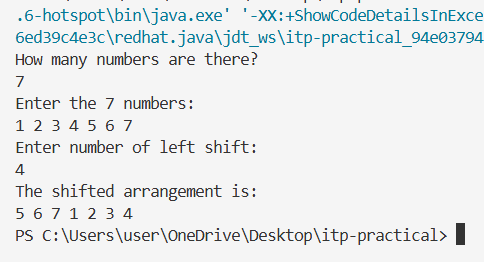 .6-hotspot\bin\java.exe' '-XX:+ShowCodeDetailsInExce
6ed39c4e3c\redhat.java\jdt_ws\itp-practical_94e03794
How many numbers are there?
7
Enter the 7 numbers:
1 2 3 4 5 6 7
Enter number of left shift:
4
The shifted arrangement is:
5 6 7 1 2 3 4
PS C:\Users\user\OneDrive\Desktop\itp-practical>